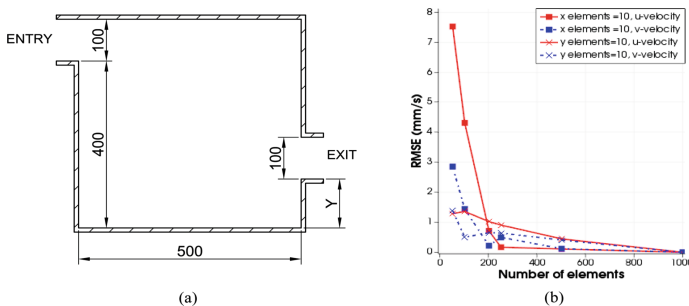 ENTRY
100
400
100
EXIT
Y
500
(a)
x elements =10, u-velocity
x elements =10, v-velocity
y elements=10, u-velocity
y elements=10, v-velocity
RMSE (mm/s)
8
7
6
5
4
3
2
1
0
0 200 400 600 800 1000
Number of elements
(b)